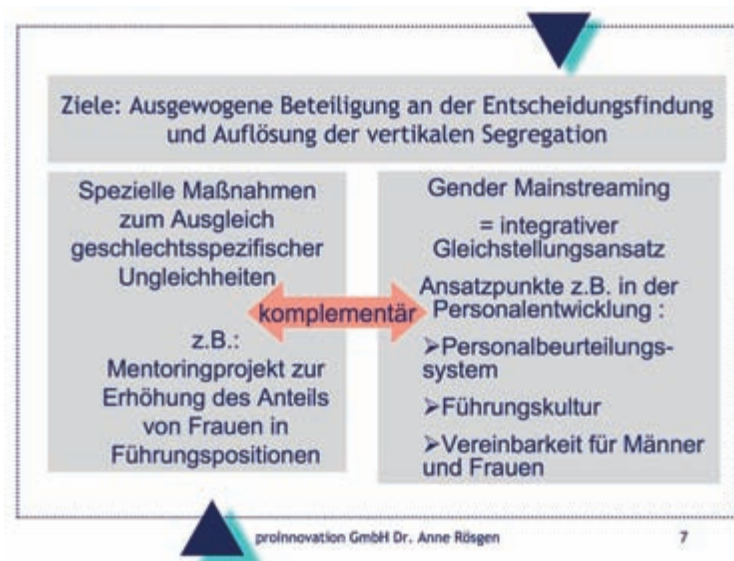 Ziele: Ausgewogene Beteiligung an der Entscheidungsfindung
und Auflösung der vertikalen Segregation
Spezielle Maßnahmen
zum Ausgleich
geschlechtsspezifischer
Ungleichheiten
z.B.:
Mentoringprojekt zur
Erhöhung des Anteils
von Frauen in
Führungspositionen
komplementär
Gender Mainstreaming
= integrativer
Gleichstellungsansatz
Ansatzpunkte z.B. in der
Personalentwicklung :
➢Personalbeurteilungs-
system
➢Führungskultur
➢Vereinbarkeit für Männer
und Frauen
proInnovation GmbH Dr. Anne Rösgen
7